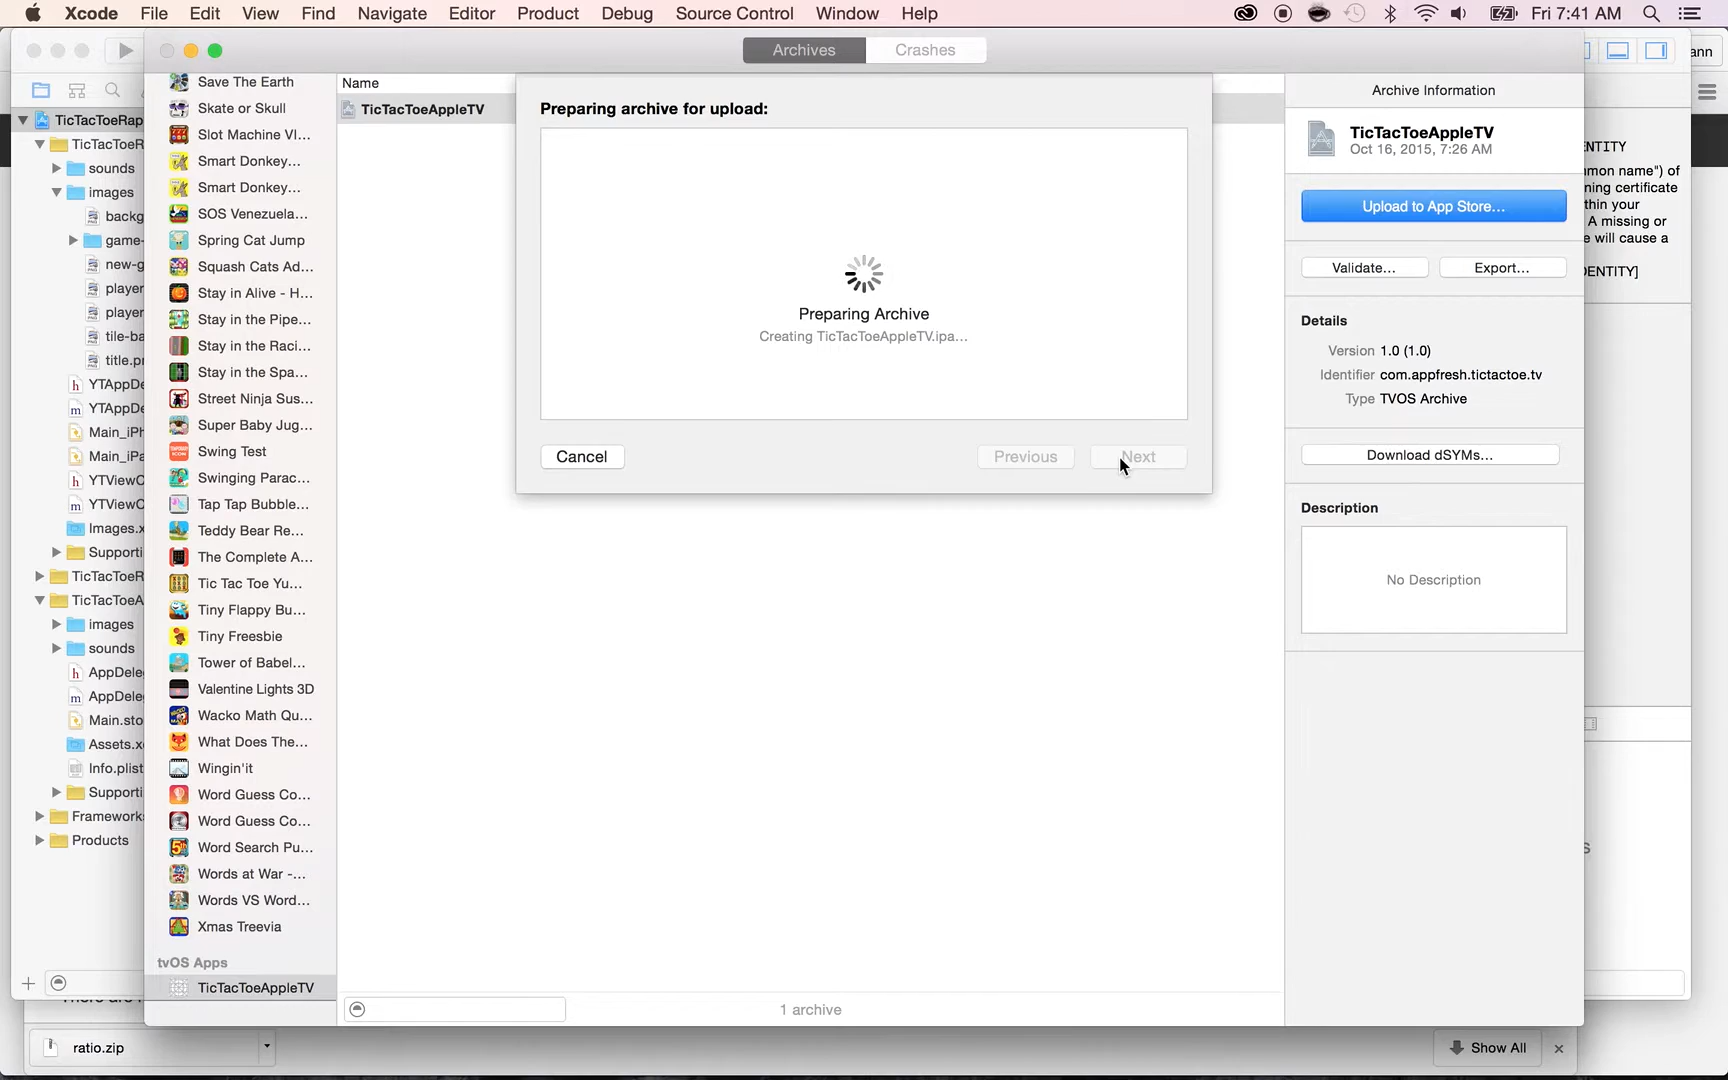 Xcode File Edit View Find Navigate Editor Product Debug Source Control Window Help
Fri 7:41 AM
Archives Crashes
ann
TicTacToeRap
TicTacToeR
sounds
images
backg
game-
new-g
player
player
tile-ba
title.p
YTAppDe
YTAppDe
Main_iPh
Main_iPa
YTViewC
YTViewC
Images.x
Supporti
TicTacToeR
TicTacToeA
images
sounds
AppDele
AppDele
Main.sto
Assets.xc
Info.plist
Supporti
Frameworks
Products
Save The Earth
Skate or Skull
Slot Machine VI...
Smart Donkey...
Smart Donkey...
SOS Venezuela...
Spring Cat Jump
Squash Cats Ad...
Stay in Alive - H...
Stay in the Pipe...
Stay in the Raci...
Stay in the Spa...
Street Ninja Sus...
Super Baby Jug...
Swing Test
Swinging Parac...
Tap Tap Bubble...
Teddy Bear Re...
The Complete A...
Tic Tac Toe Yu...
Tiny Flappy Bu...
Tiny Freesbie
Tower of Babel...
Valentine Lights 3D
Wacko Math Qu...
What Does The...
Wingin'it
Word Guess Co...
Word Guess Co...
Word Search Pu...
Words at War -...
Words VS Word...
Xmas Treevia
tvOS Apps
TicTacToeAppleTV
Name
TicTacToeAppleTV
Preparing archive for upload:
Preparing Archive
Creating TicTacToeAppleTV.ipa...
Cancel Previous Next
1 archive
Archive Information
TicTacToeAppleTV
Oct 16, 2015, 7:26 AM
Upload to App Store...
Validate... Export...
Details
Version 1.0 (1.0)
Identifier com.appfresh.tictactoe.tv
Type TVOS Archive
Download dSYMs...
Description
No Description
ENTITY
mmon name") of
ning certificate
thin your
A missing or
e will cause a
DENTITY]
s
ratio.zip
Show All